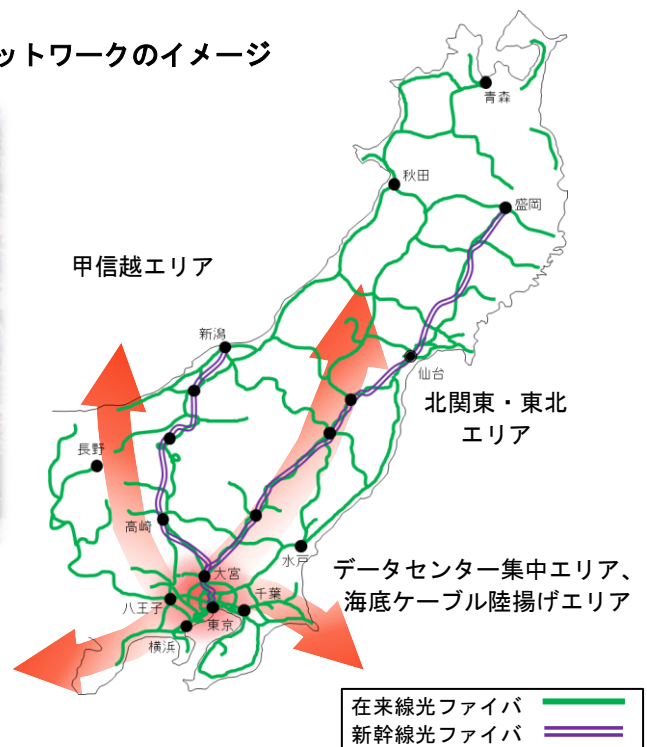 ットワークのイメージ
青森
秋田
盛岡
甲信越エリア
新潟
仙台
北関東・東北
エリア
長野
高崎
水戸
大宮
データセンター集中エリア、
海底ケーブル陸揚げエリア
八王子
千葉
東京
横浜
在来線光ファイバ
新幹線光ファイバ